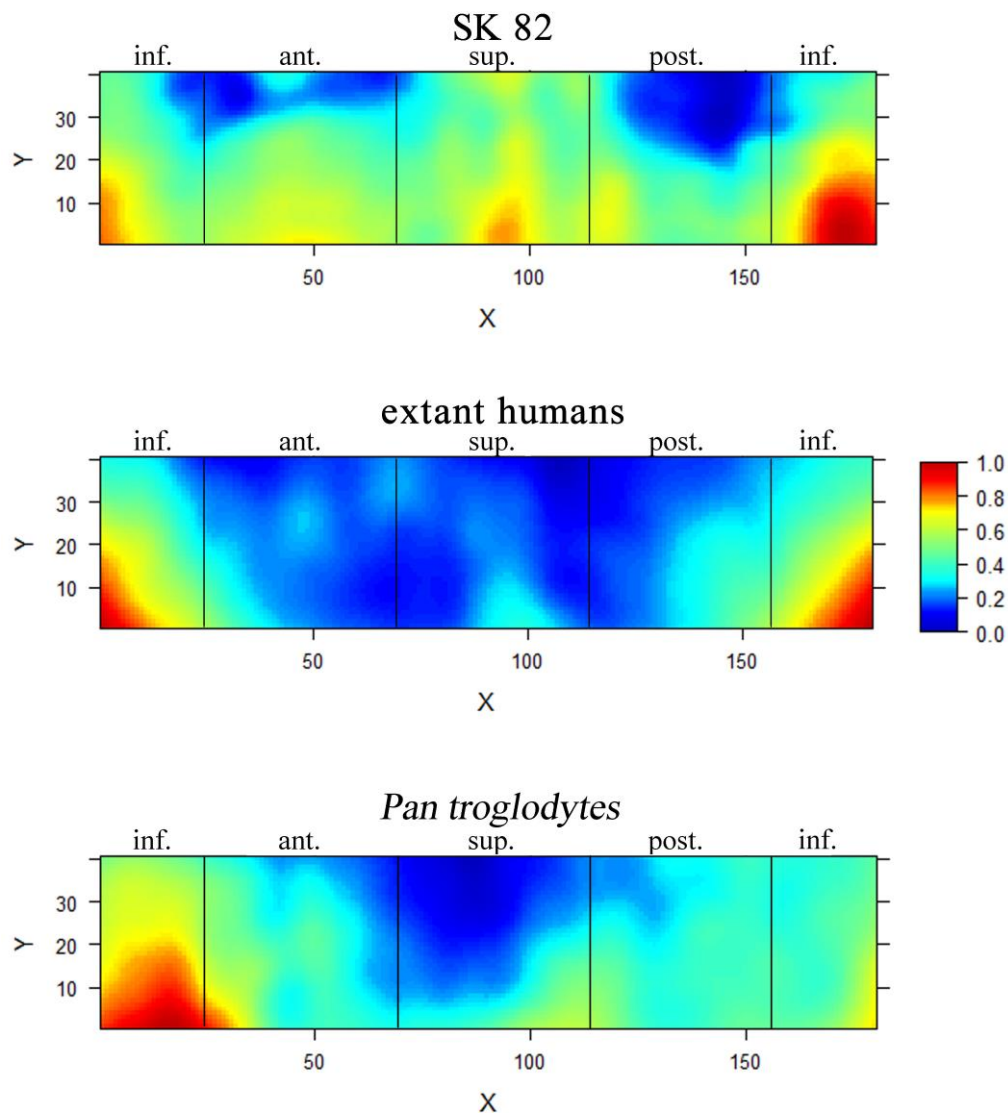 SK 82
inf. ant. sup. post. inf.
30
20
10
Y
50 100 150
X
extant humans
inf. ant. sup. post. inf.
30
20
10
Y
50 100 150
X
1.0
0.8
0.6
0.4
0.2
0.0
Pan troglodytes
inf. ant. sup. post. inf.
30
20
10
Y
50 100 150
X